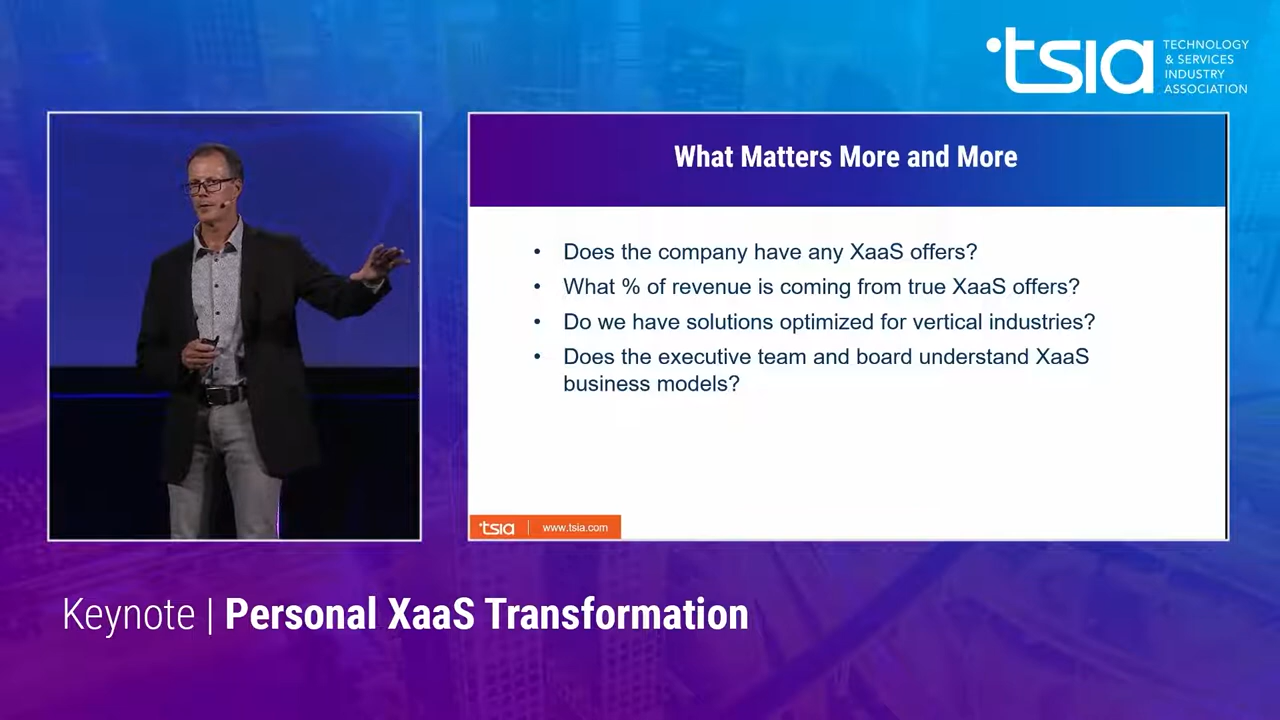 tsia
TECHNOLOGY
& SERVICES
INDUSTRY
ASSOCIATION
What Matters More and More
• Does the company have any XaaS offers?
• What % of revenue is coming from true XaaS offers?
• Do we have solutions optimized for vertical industries?
• Does the executive team and board understand XaaS
business models?
tsia | www.tsia.com
Keynote | Personal XaaS Transformation